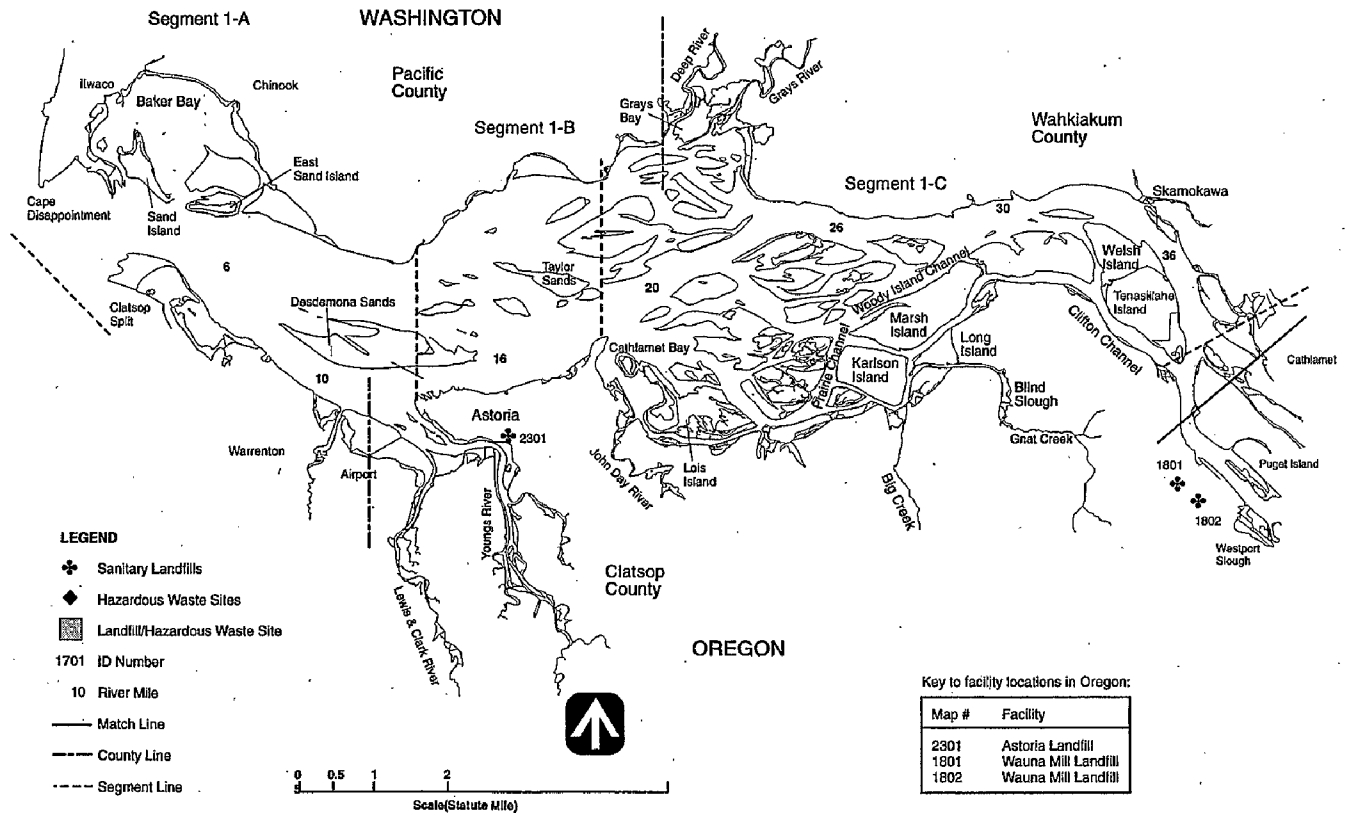 Segment 1-A
WASHINGTON
Ilwaco
Baker Bay
Chinook
Pacific
County
Deep River
Grays River
Grays
Bay
Segment 1-B
Wahkiakum
County
East
Sand Island
Segment 1-C
Skamokawa
Cape
Disappointment
Sand
Island
30
26
36
Welsh
Island
6
Taylor
Sands
20
Woody Island Channel
Tenasillahe
Island
Clatsop
Spit
Desdemona Sands
Marsh
Island
Clifton Channel
16
Cathlamet Bay
Prairie Channel
Long
Island
Karlson
Island
Cathlamet
10
Blind
Slough
Astoria
2301
Warrenton
Gnat Creek
Airport
John Day River
Lois
Island
Big Creek
1801
Puget Island
1802
Westport
Slough
Youngs River
Lewis & Clark River
Clatsop
County
OREGON
LEGEND
Sanitary Landfills
Hazardous Waste Sites
Landfill/Hazardous Waste Site
1701 ID Number
10 River Mile
Match Line
County Line
Segment Line
0 0.5 1 2
Scale(Statute Mile)
Key to facility locations in Oregon:
Map # Facility
2301 Astoria Landfill
1801 Wauna Mill Landfill
1802 Wauna Mill Landfill